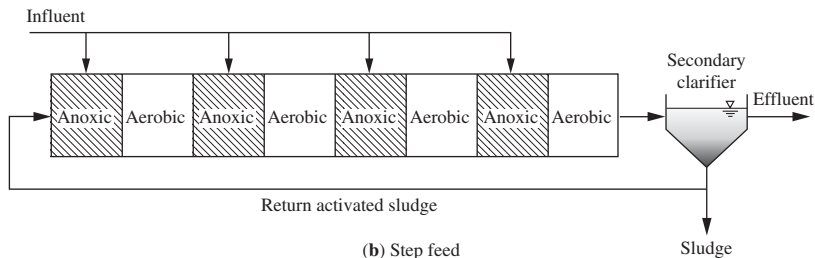 Influent
Secondary
clarifier
Anoxic Aerobic Anoxic Aerobic Anoxic Aerobic Anoxic Aerobic
Effluent
Return activated sludge
(b) Step feed
Sludge